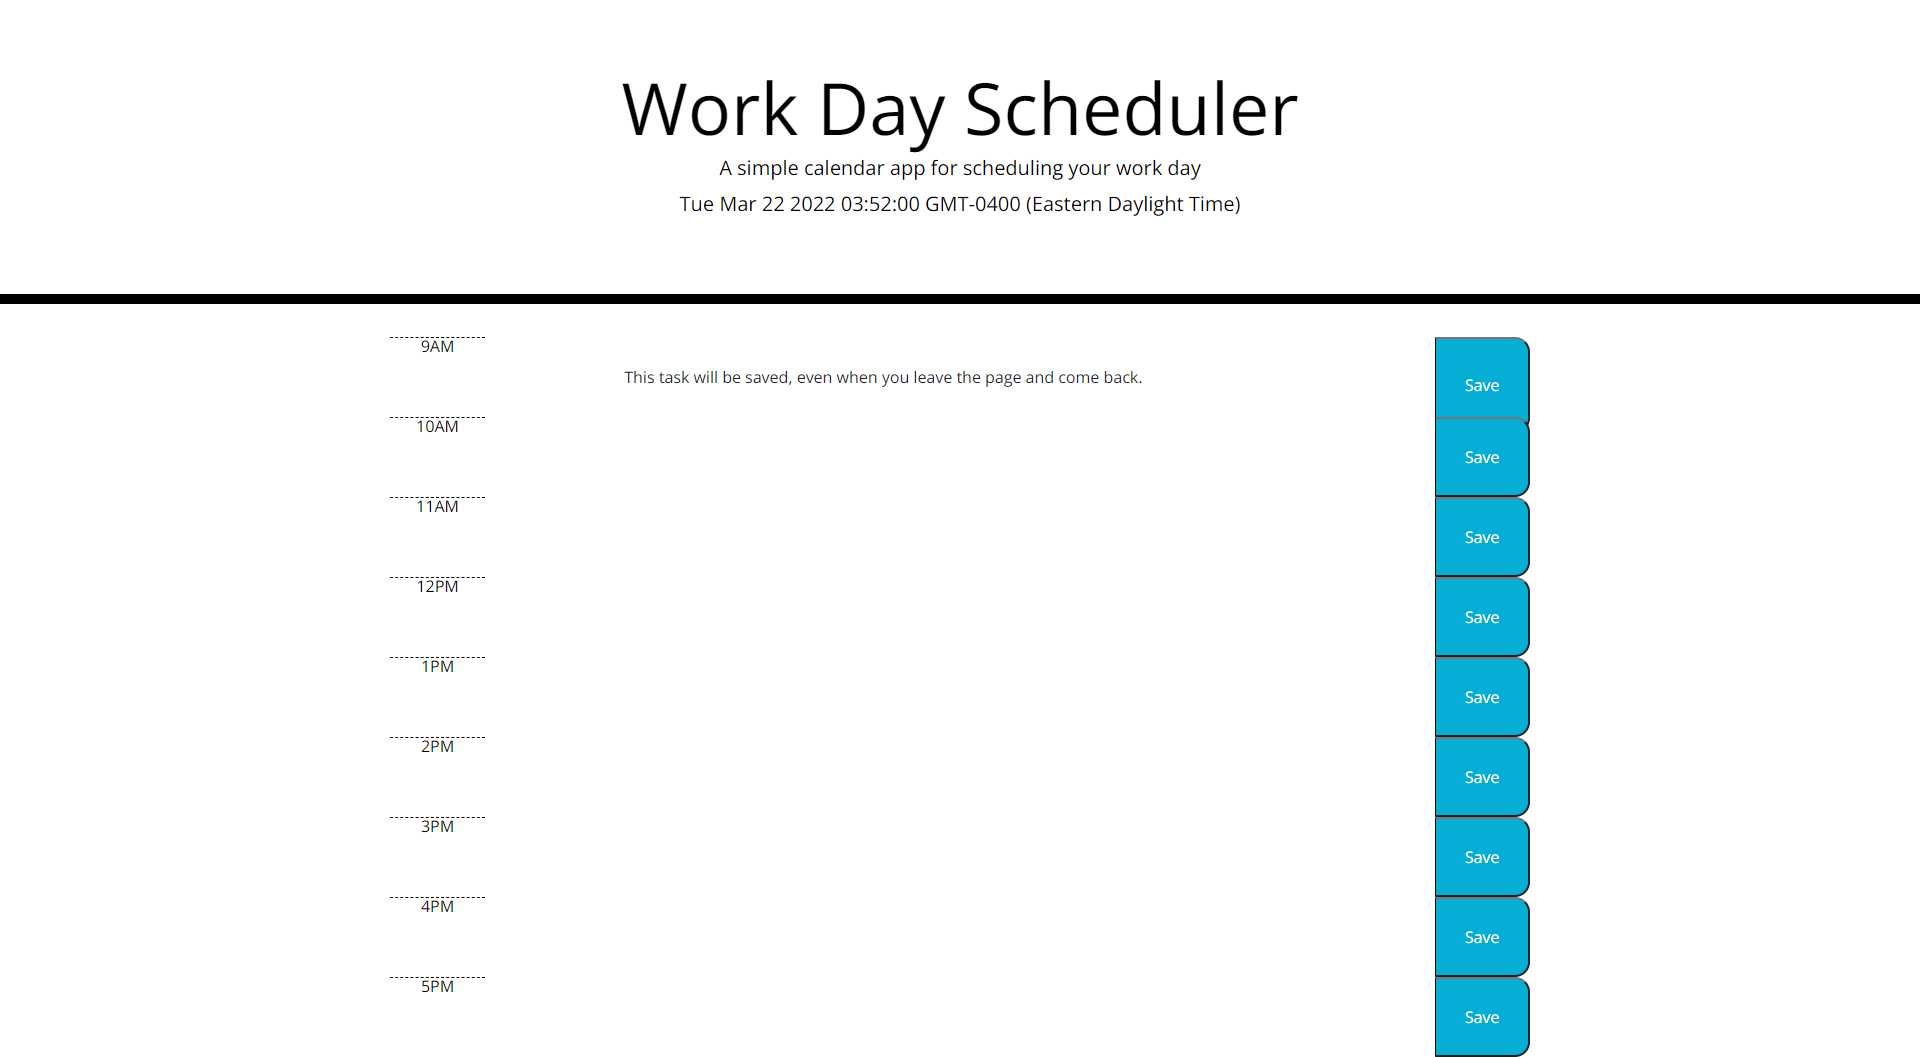 Work Day Scheduler
A simple calendar app for scheduling your work day
Tue Mar 22 2022 03:52:00 GMT-0400 (Eastern Daylight Time)
9AM
This task will be saved, even when you leave the page and come back.
Save
10AM
Save
11AM
Save
12PM
Save
1PM
Save
2PM
Save
3PM
Save
4PM
Save
5PM
Save